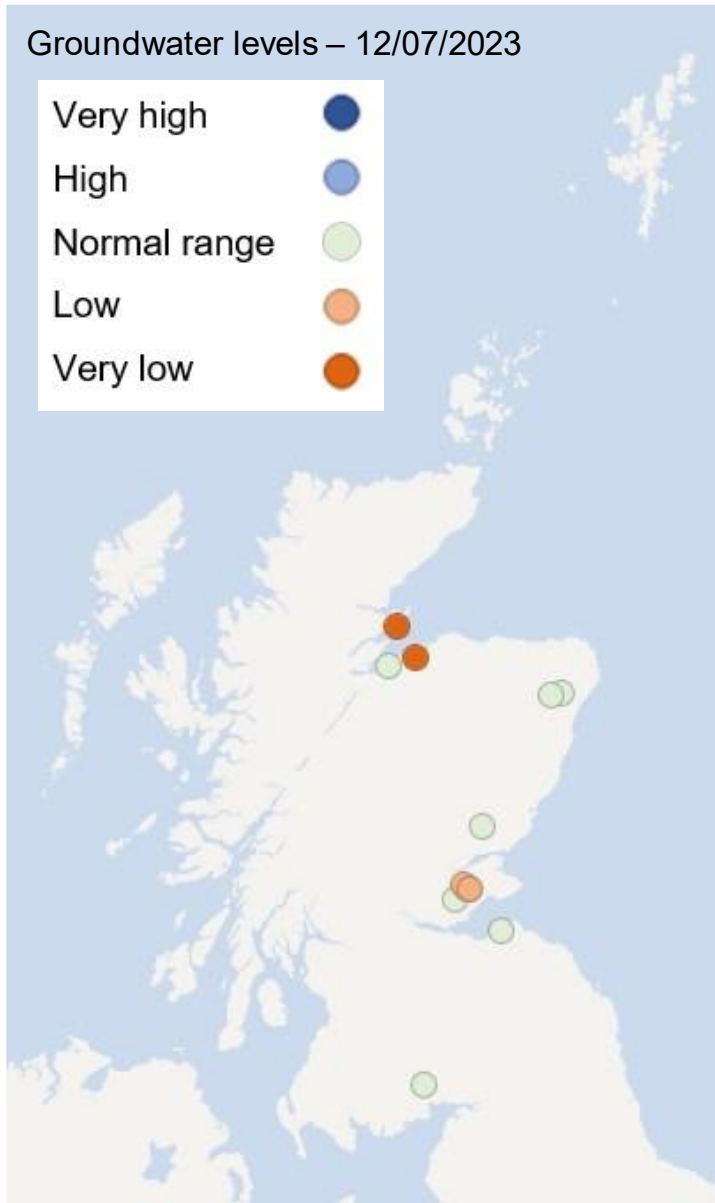 Groundwater levels – 12/07/2023
Very high
High
Normal range
Low
Very low